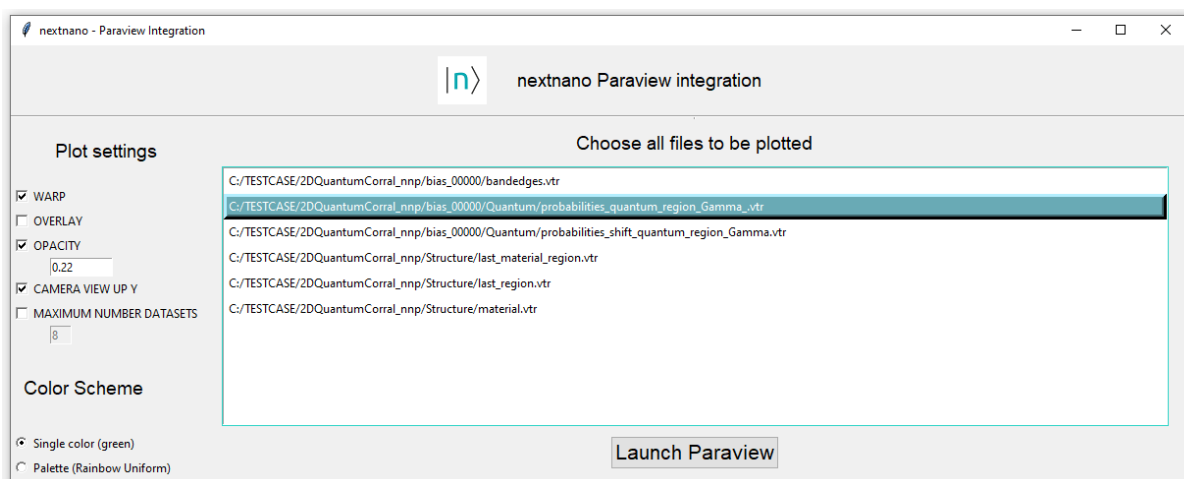 nextnano - Paraview Integration
|n⟩
nextnano Paraview integration
Plot settings
WARP
OVERLAY
OPACITY
0.22
CAMERA VIEW UP Y
MAXIMUM NUMBER DATASETS
8
Color Scheme
Single color (green)
Palette (Rainbow Uniform)
Choose all files to be plotted
C:/TESTCASE/2DQuantumCorral_nnp/bias_00000/bandedges.vtr
C:/TESTCASE/2DQuantumCorral_nnp/bias_00000/Quantum/probabilities_quantum_region_Gamma_.vtr
C:/TESTCASE/2DQuantumCorral_nnp/bias_00000/Quantum/probabilities_shift_quantum_region_Gamma.vtr
C:/TESTCASE/2DQuantumCorral_nnp/Structure/last_material_region.vtr
C:/TESTCASE/2DQuantumCorral_nnp/Structure/last_region.vtr
C:/TESTCASE/2DQuantumCorral_nnp/Structure/material.vtr
Launch Paraview